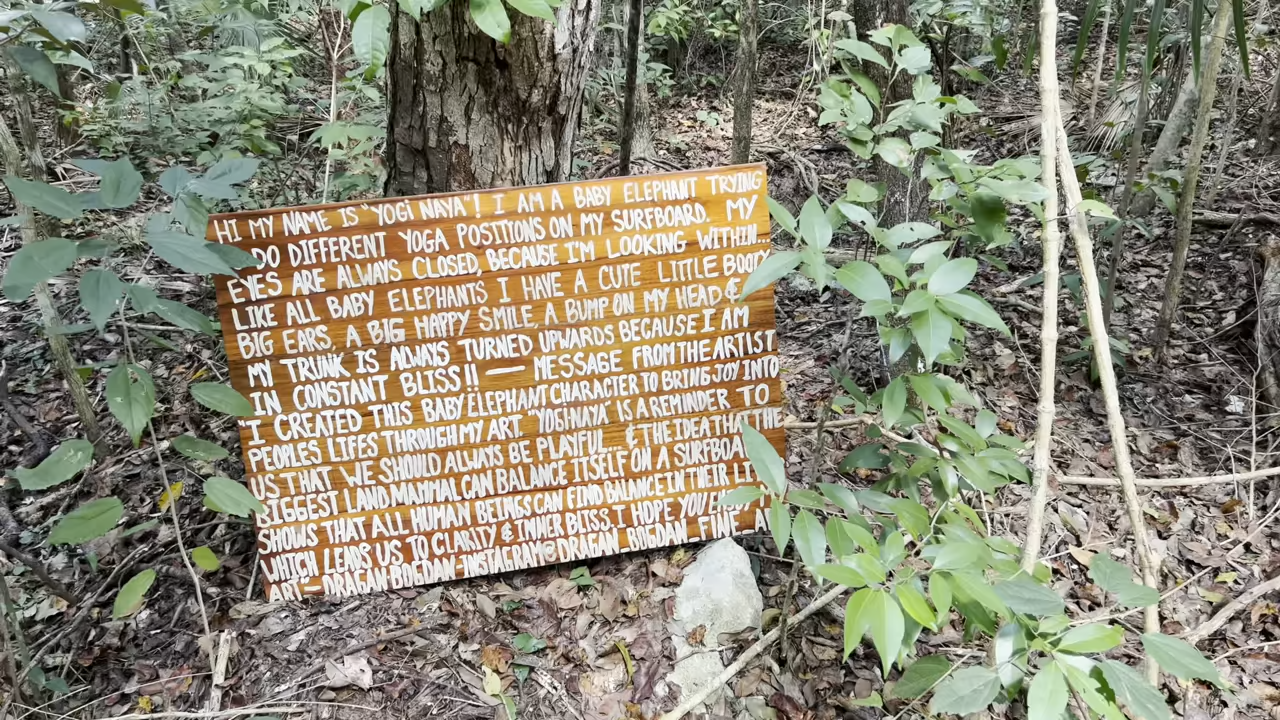 HI MY NAME IS "YOGI NAYA"! I AM A BABY ELEPHANT TRYING
DO DIFFERENT YOGA POSITIONS ON MY SURFBOARD. MY
EYES ARE ALWAYS CLOSED, BECAUSE I'M LOOKING WITHIN...
LIKE ALL BABY ELEPHANTS I HAVE A CUTE LITTLE BOOTY
BIG EARS, A BIG HAPPY SMILE, A BUMP ON MY HEAD &
MY TRUNK IS ALWAYS TURNED UPWARDS BECAUSE I AM
IN CONSTANT BLISS!! — MESSAGE FROM THE ARTIST
"I CREATED THIS BABY ELEPHANT CHARACTER TO BRING JOY INTO
PEOPLES LIFES THROUGH MY ART "YOGI NAYA" IS A REMINDER TO
US THAT WE SHOULD ALWAYS BE PLAYFUL... & THE IDEA THAT THE
BIGGEST LAND MAMMAL CAN BALANCE ITSELF ON A
SHOWS THAT ALL HUMAN BEINGS CAN FIND BALANCE IN THEIR
WHICH LEADS US TO CLARITY & INNER BLISS. I HOPE YOU
ART - DRAGAN-BOGDAN-INSTAGRAM@DRAGAN_BOGDAN_FINE_A